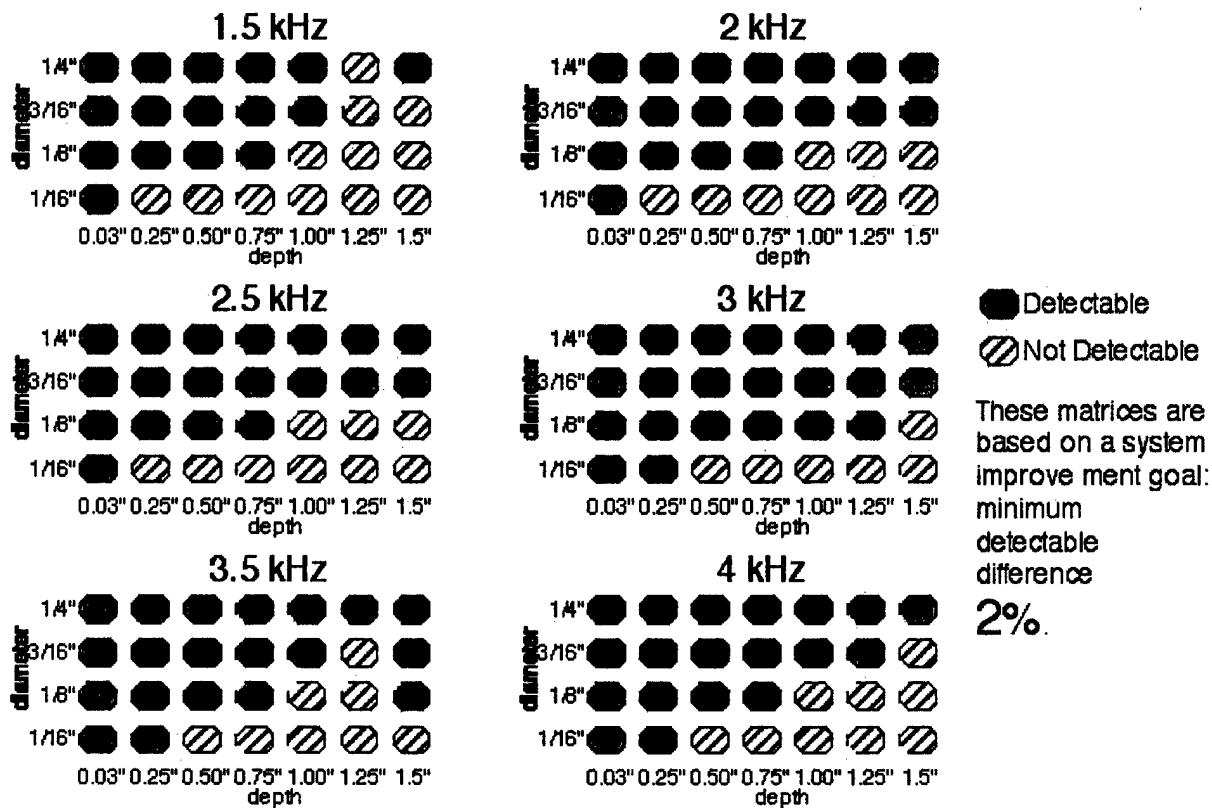 1.5 kHz
diameter
1/4"
3/16"
1/8"
1/16"
0.03" 0.25" 0.50" 0.75" 1.00" 1.25" 1.5"
depth
2 kHz
diameter
1/4"
3/16"
1/8"
1/16"
0.03" 0.25" 0.50" 0.75" 1.00" 1.25" 1.5"
depth
2.5 kHz
diameter
1/4"
3/16"
1/8"
1/16"
0.03" 0.25" 0.50" 0.75" 1.00" 1.25" 1.5"
depth
3 kHz
diameter
1/4"
3/16"
1/8"
1/16"
0.03" 0.25" 0.50" 0.75" 1.00" 1.25" 1.5"
depth
3.5 kHz
diameter
1/4"
3/16"
1/8"
1/16"
0.03" 0.25" 0.50" 0.75" 1.00" 1.25" 1.5"
depth
4 kHz
diameter
1/4"
3/16"
1/8"
1/16"
0.03" 0.25" 0.50" 0.75" 1.00" 1.25" 1.5"
depth
Detectable
Not Detectable
These matrices are
based on a system
improve ment goal:
minimum
detectable
difference
2%.